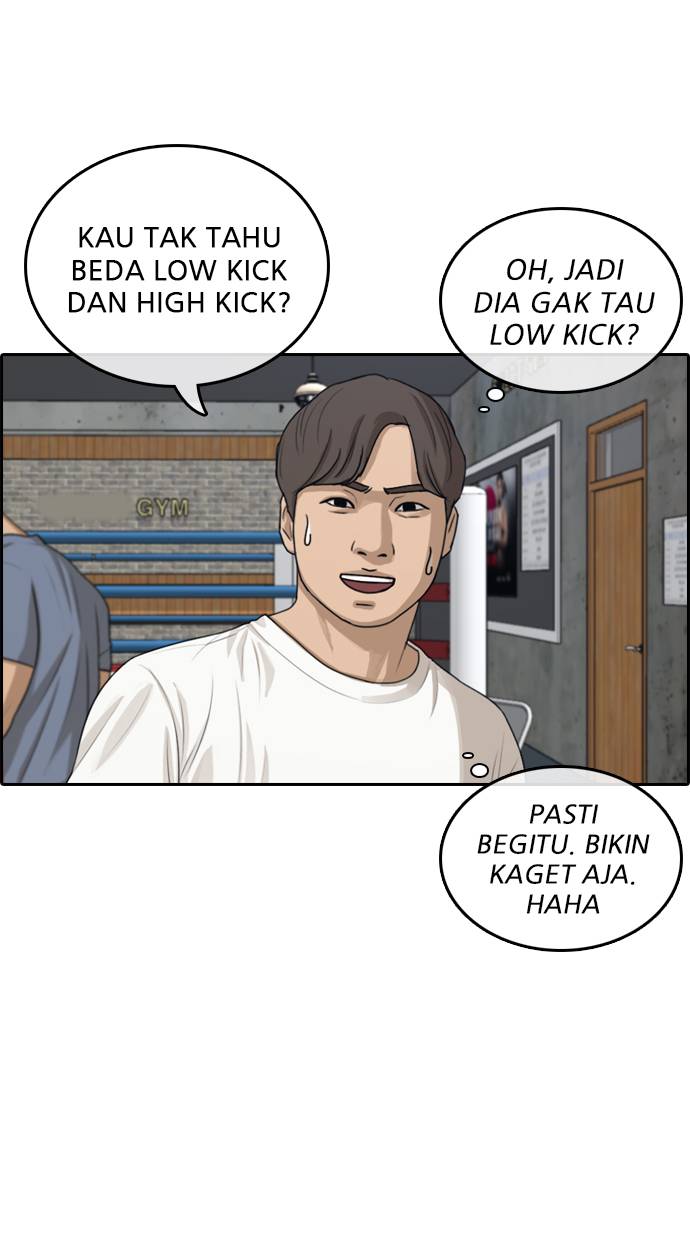 KAU TAK TAHU
BEDA LOW KICK
DAN HIGH KICK?
OH, JADI
DIA GAK TAU
LOW KICK?
GYM
PASTI
BEGITU. BIKIN
KAGET AJA.
HAHA